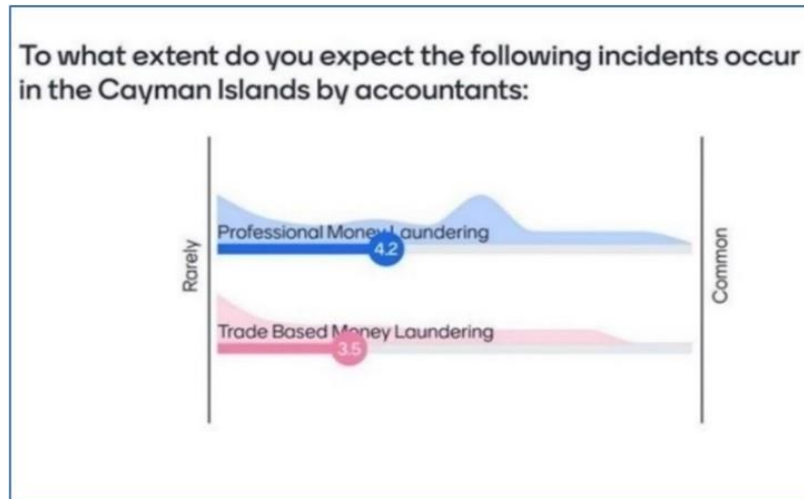 To what extent do you expect the following incidents occur
in the Cayman Islands by accountants:
Rarely
Professional Money Laundering
4.2
Trade Based Money Laundering
3.5
Common